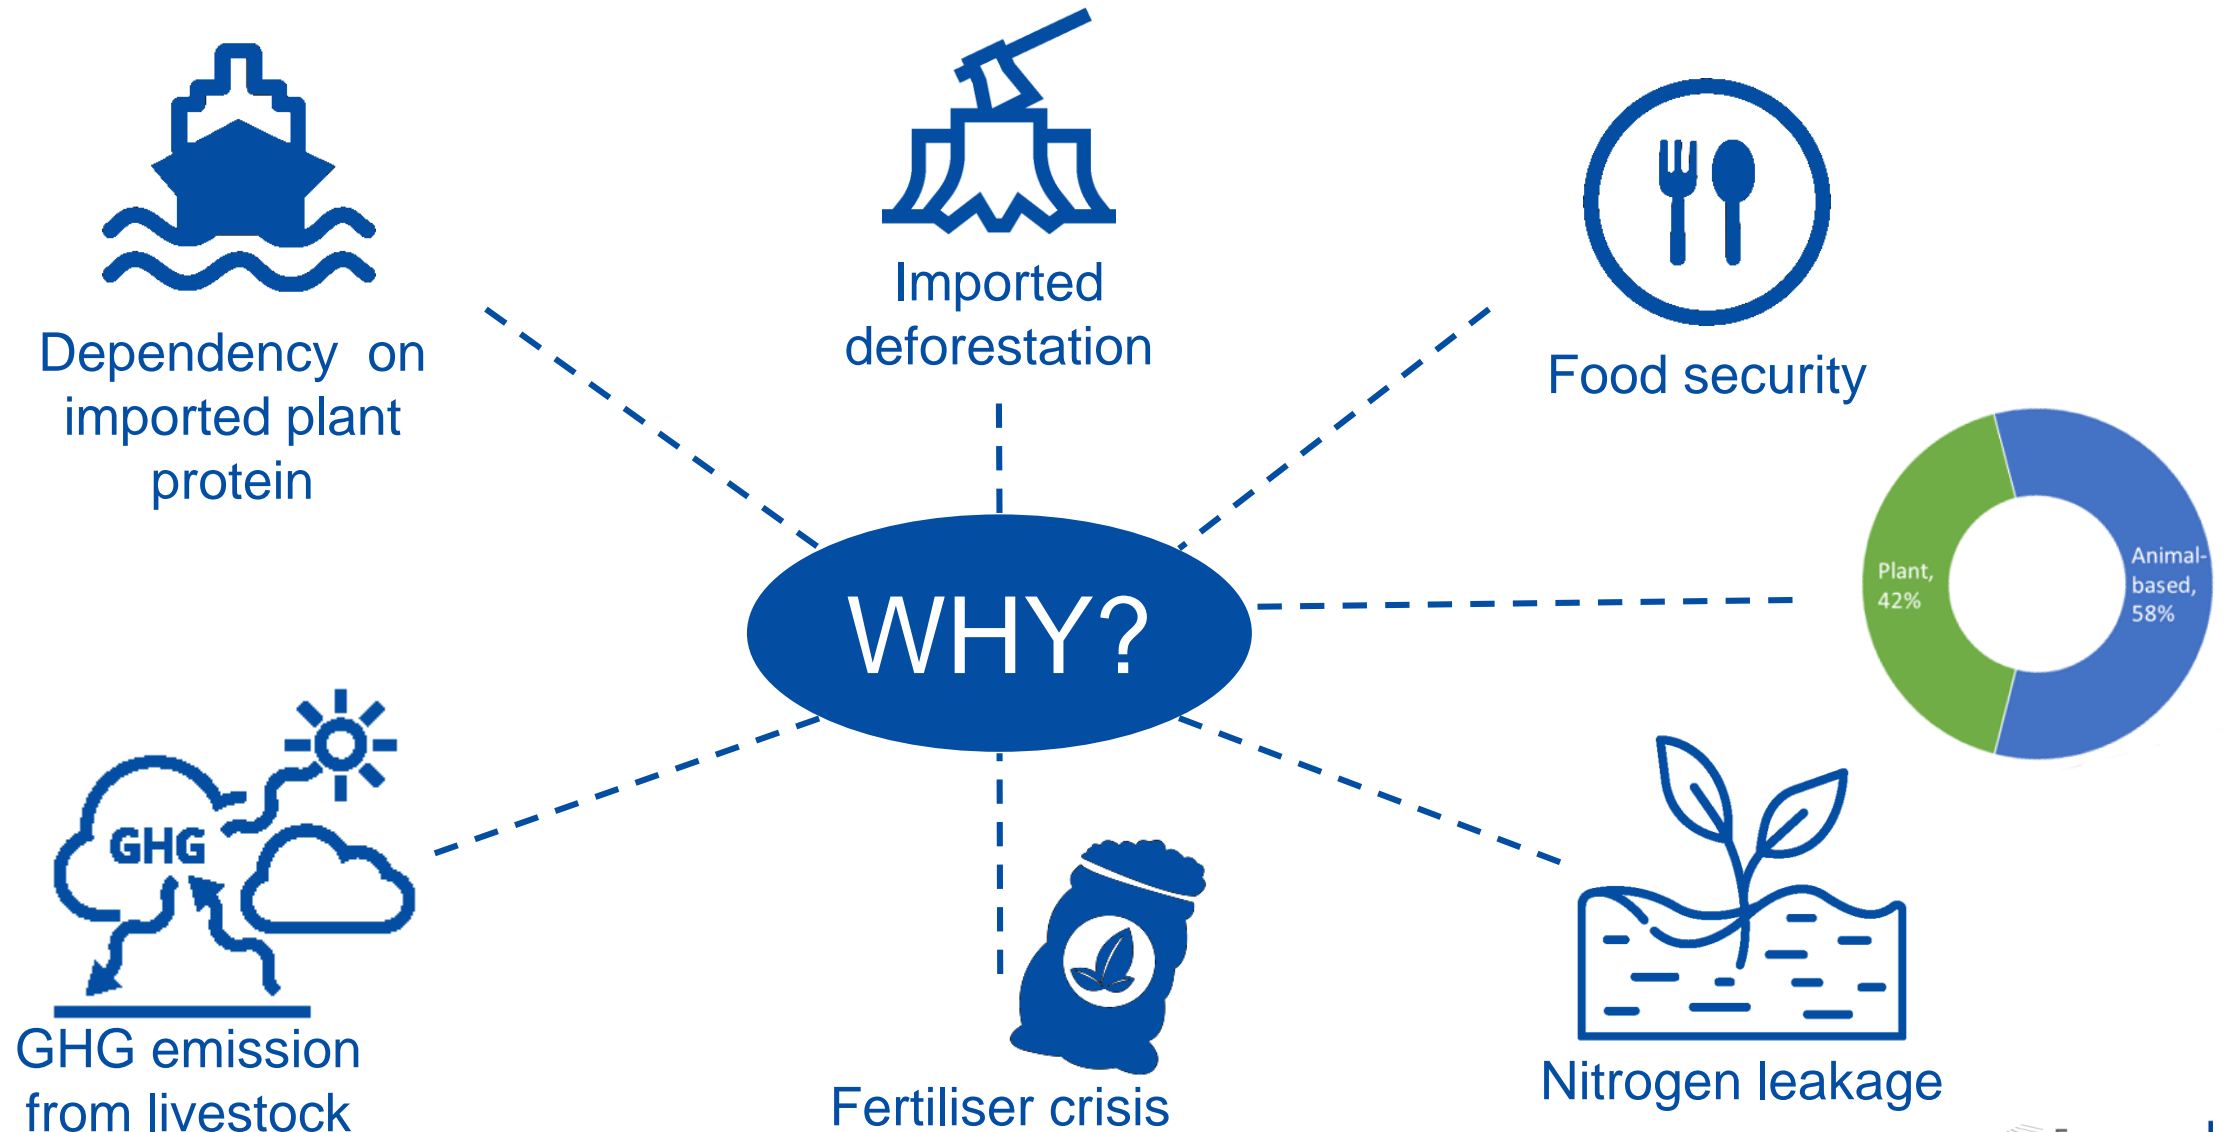 Dependency on
imported plant
protein
Imported
deforestation
Food security
Plant,
42%
Animal-
based,
58%
WHY?
GHG
GHG emission
from livestock
Fertiliser crisis
Nitrogen leakage